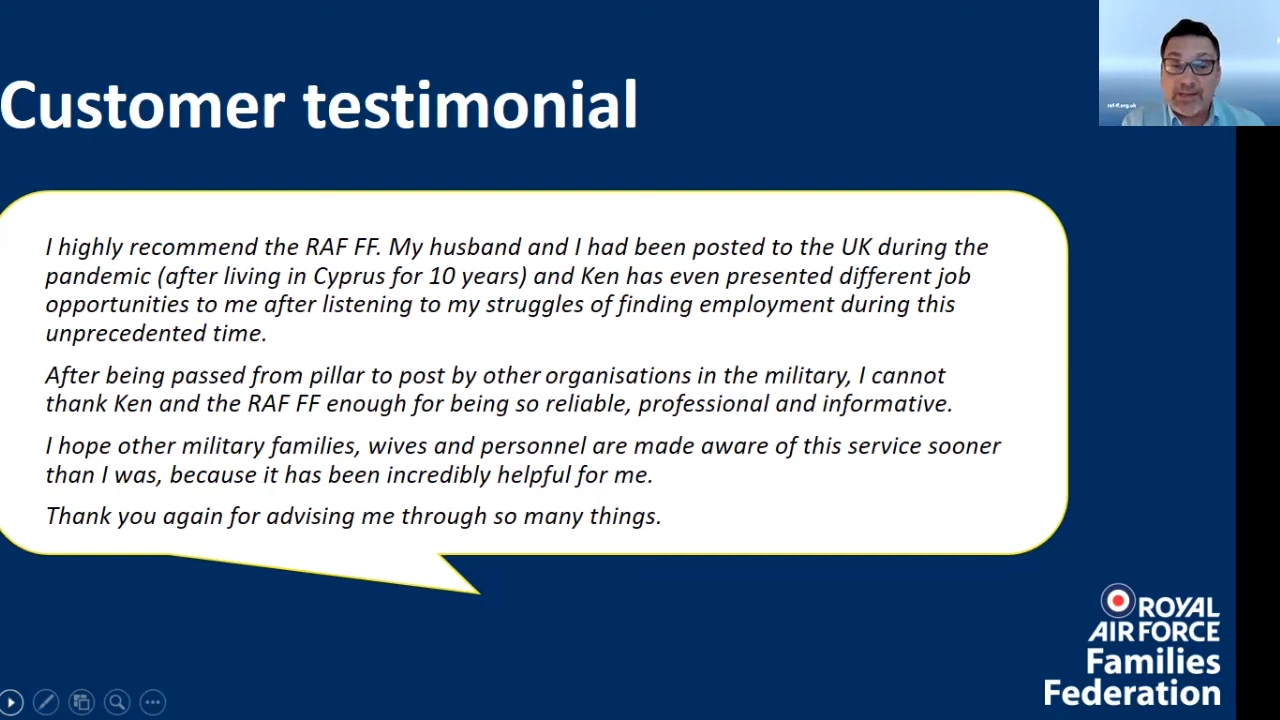 Customer testimonial
raf-ff.org.uk
I highly recommend the RAF FF. My husband and I had been posted to the UK during the
pandemic (after living in Cyprus for 10 years) and Ken has even presented different job
opportunities to me after listening to my struggles of finding employment during this
unprecedented time.
After being passed from pillar to post by other organisations in the military, I cannot
thank Ken and the RAF FF enough for being so reliable, professional and informative.
I hope other military families, wives and personnel are made aware of this service sooner
than I was, because it has been incredibly helpful for me.
Thank you again for advising me through so many things.
ROYAL
AIR FORCE
Families
Federation